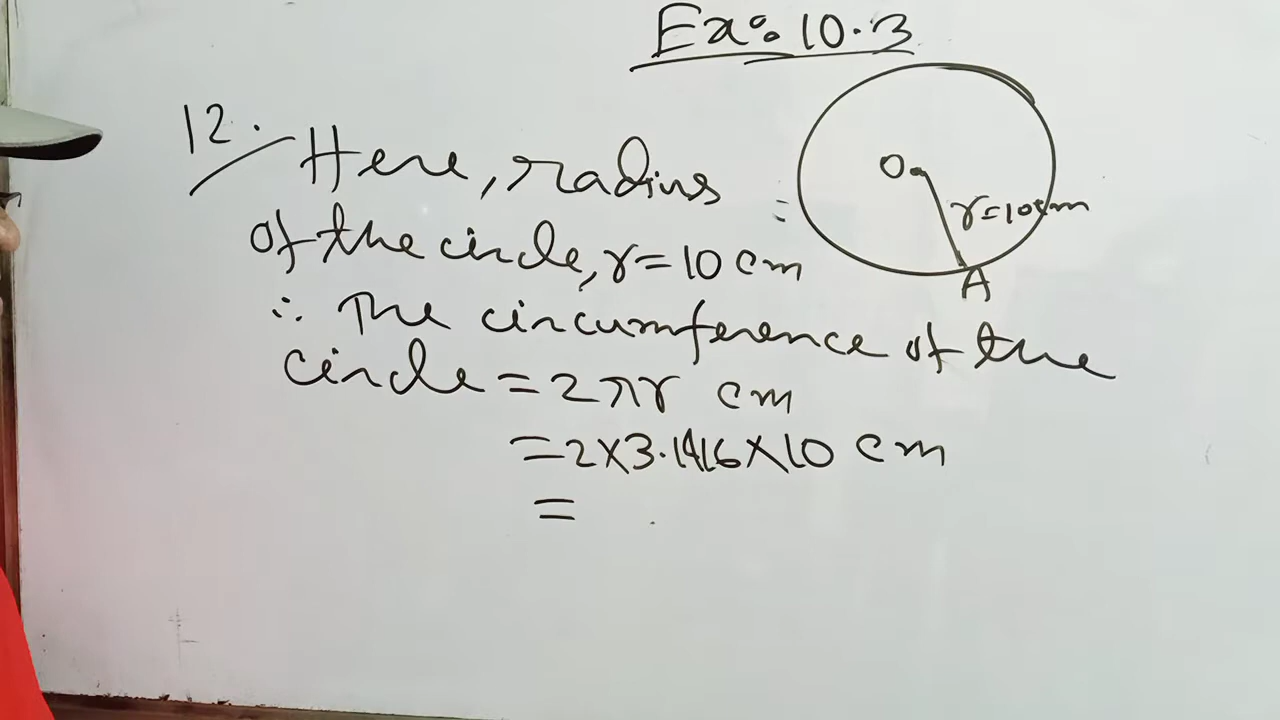 Ex: 10.3
12. Here, radius
of the circle, r = 10 cm
∴ The circumference of the
circle = 2πr cm
= 2×3.1416×10 cm
=
O
r=10cm
A